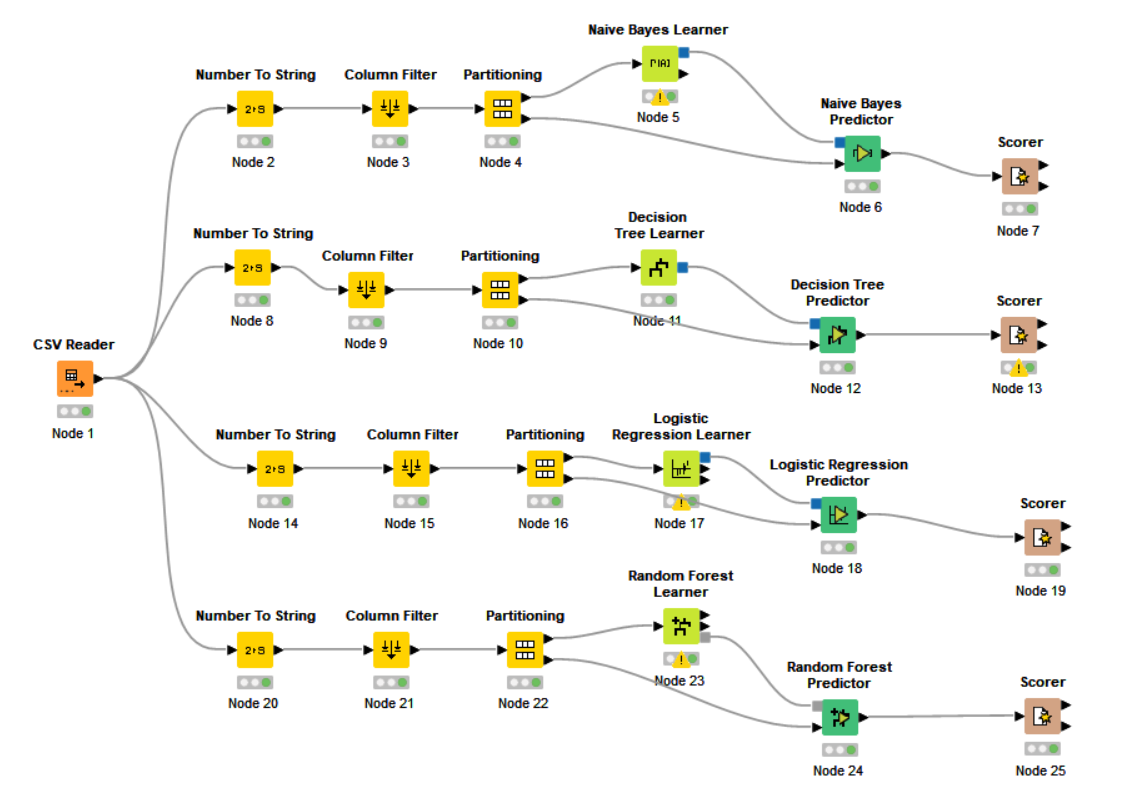 Naive Bayes Learner
Number To String
Column Filter
Partitioning
Node 5
Naive Bayes
Predictor
Node 2
Node 3
Node 4
Scorer
Node 6
Node 7
Number To String
Column Filter
Partitioning
Decision
Tree Learner
Node 8
Node 9
Node 10
Node 11
Decision Tree
Predictor
Scorer
Node 12
Node 13
CSV Reader
Node 1
Number To String
Column Filter
Partitioning
Logistic
Regression Learner
Node 14
Node 15
Node 16
Node 17
Logistic Regression
Predictor
Scorer
Node 18
Node 19
Number To String
Column Filter
Partitioning
Random Forest
Learner
Node 20
Node 21
Node 22
Node 23
Random Forest
Predictor
Scorer
Node 24
Node 25